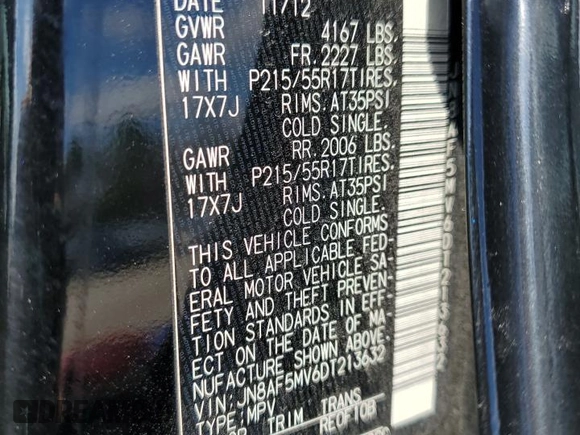 DATE 11/12
GVWR 4167 LBS.
GAWR FR. 2227 LBS.
WITH P215/55R17TIRES,
17X7J RIMS. AT35PSI
COLD SINGLE.
GAWR RR. 2006 LBS.
WITH P215/55R17TIRES.
17X7J RIMS. AT35PSI
COLD SINGLE.
THIS VEHICLE CONFORMS
TO ALL APPLICABLE FED-
ERAL MOTOR VEHICLE SA-
FETY AND THEFT PREVEN-
TION STANDARDS IN EFF-
ECT ON THE DATE OF MA-
NUFACTURE SHOWN ABOVE.
VIN: JN8AF5MV6DT213632
TYPE: MPV
TRIM TRANS